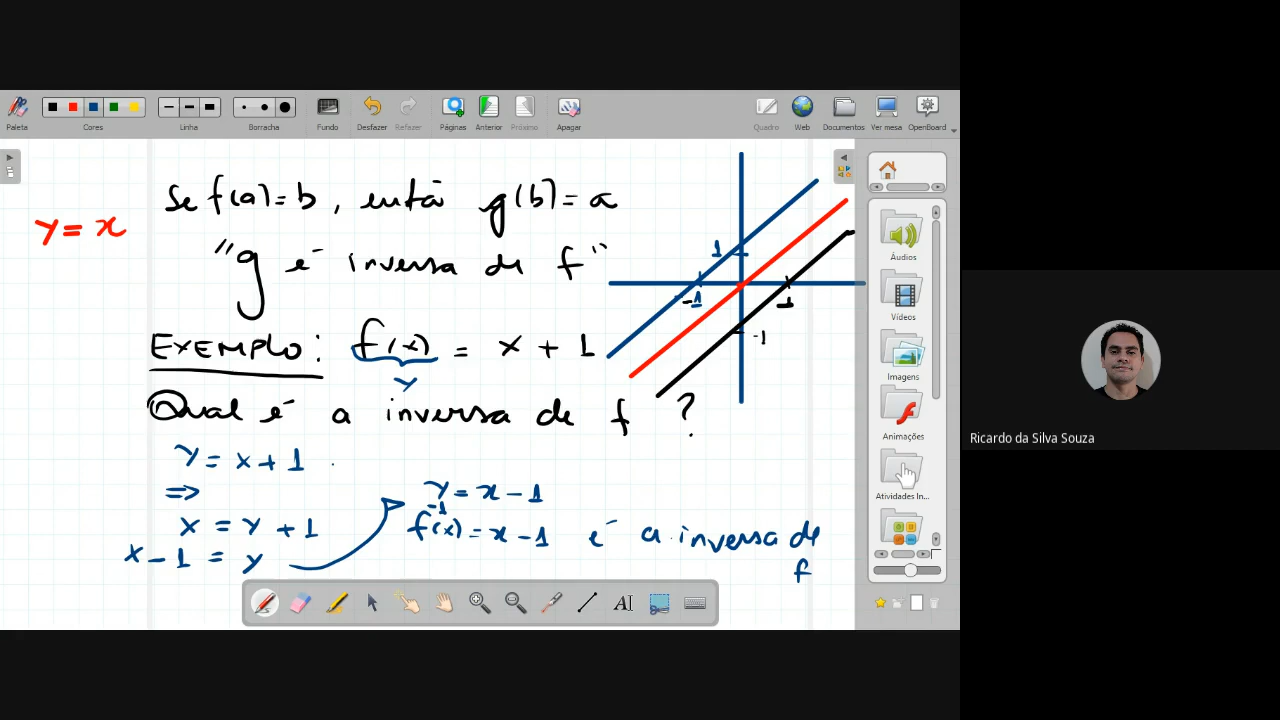 Paleta
Cores
Linha
Borracha
Fundo
Desfazer
Refazer
Páginas
Anterior
Próximo
Apagar
Quadro
Web
Documentos
Ver mesa
OpenBoard
Se f(a)=b, então g(b)=a
y=x
"g é inversa de f"
EXEMPLO: f(x) = x + 1
y
Qual é a inversa de f ?
y = x + 1
=>
x = y + 1
x - 1 = y
y = x - 1
f⁻¹(x) = x - 1 é a inversa de
f
1
-1
1
-1
Áudios
Vídeos
Imagens
Animações
Atividades In...
AI
Ricardo da Silva Souza